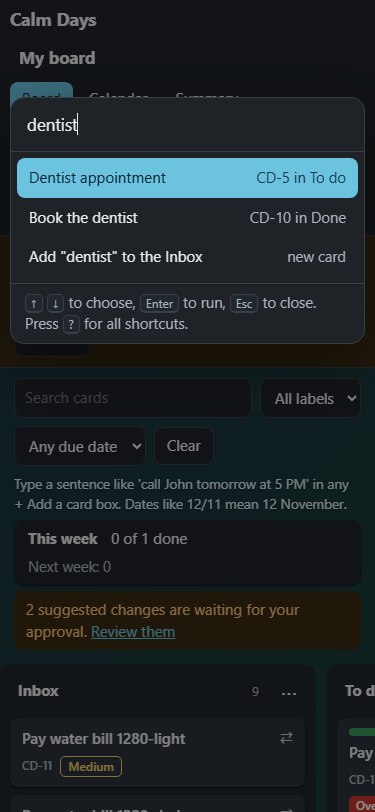 Calm Days
My board
Board Calendar Summary
dentist
Dentist appointment CD-5 in To do
Book the dentist CD-10 in Done
Add "dentist" to the Inbox new card
↑ ↓ to choose, Enter to run, Esc to close.
Press ? for all shortcuts.
Search cards All labels
Any due date Clear
Type a sentence like 'call John tomorrow at 5 PM' in any
+ Add a card box. Dates like 12/11 mean 12 November.
This week 0 of 1 done
Next week: 0
2 suggested changes are waiting for your
approval. Review them
Inbox 9 ... To d
Pay water bill 1280-light
Pay
CD-11 Medium
CD-1
Ove